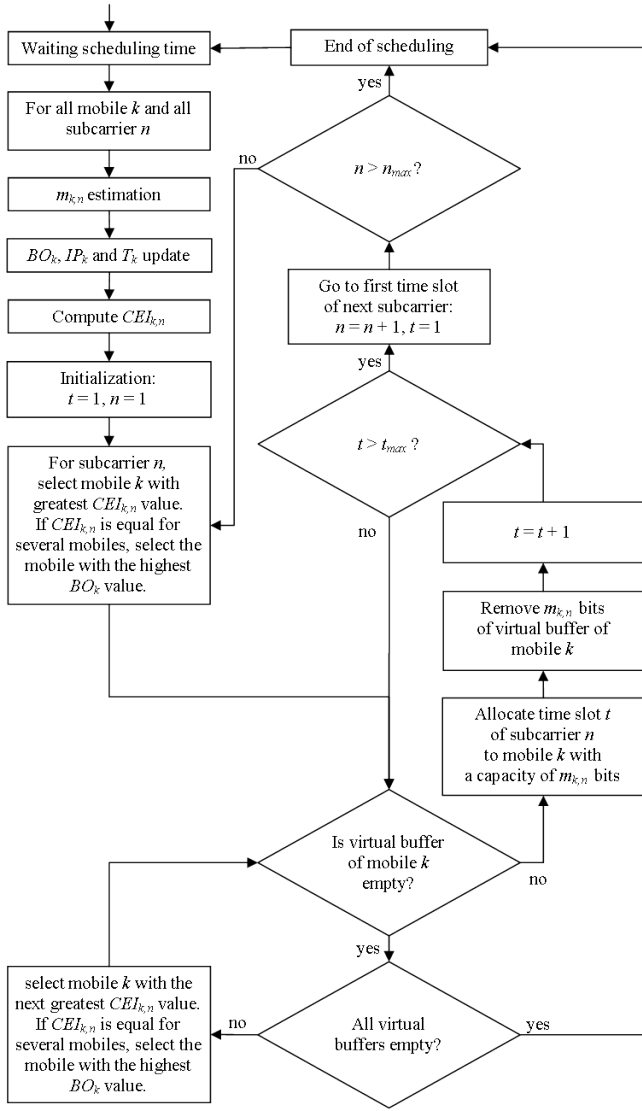 Waiting scheduling time
End of scheduling
yes
For all mobile k and all
subcarrier n
n > nmax ?
no
mk,n estimation
BOk, IPk and Tk update
Go to first time slot
of next subcarrier:
n = n + 1, t = 1
Compute CEIk,n
yes
Initialization:
t = 1, n = 1
t > tmax ?
For subcarrier n,
select mobile k with
greatest CEIk,n value.
If CEIk,n is equal for
several mobiles, select the
mobile with the highest
BOk value.
no
t = t + 1
Remove mk,n bits
of virtual buffer of
mobile k
Allocate time slot t
of subcarrier n
to mobile k with
a capacity of mk,n bits
Is virtual buffer
of mobile k
empty?
no
yes
select mobile k with the
next greatest CEIk,n value.
If CEIk,n is equal for
several mobiles, select the
mobile with the highest
BOk value.
no
All virtual
buffers empty?
yes